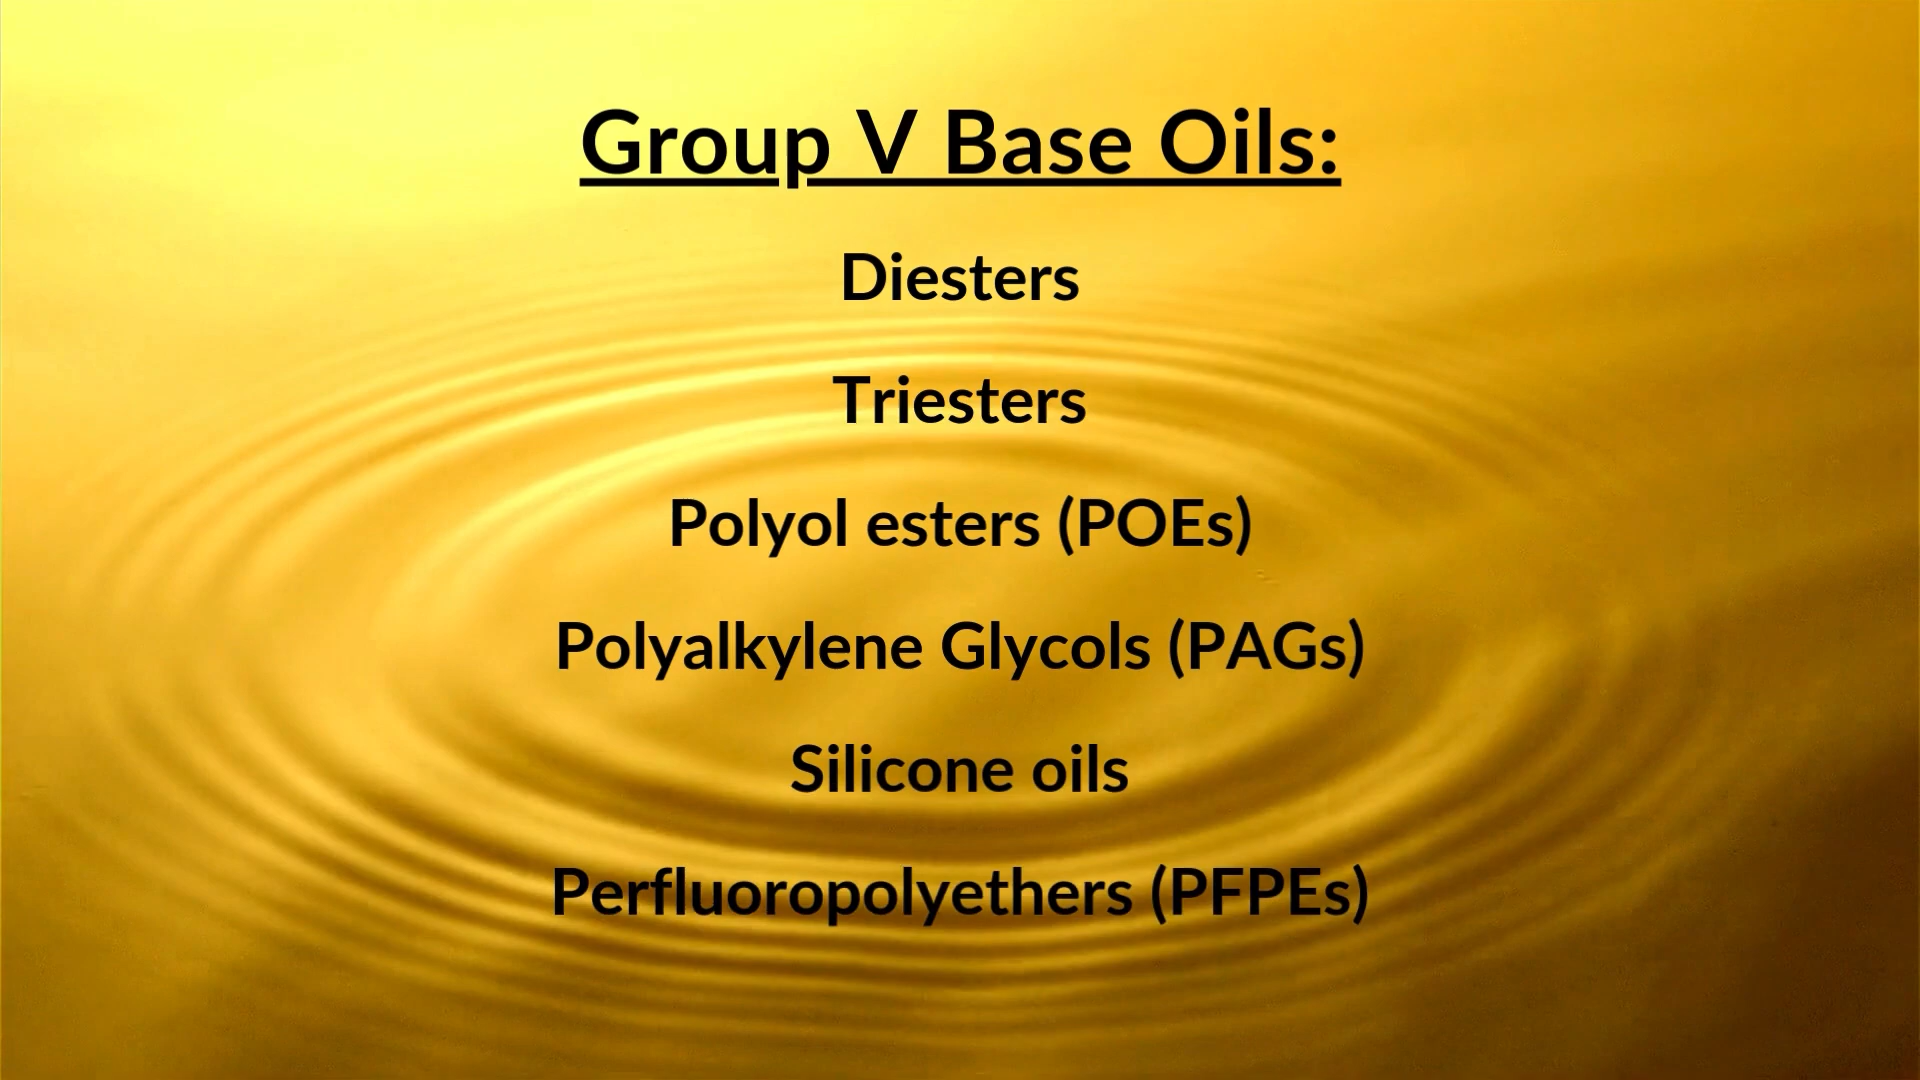 Group V Base Oils:
Diesters
Triesters
Polyol esters (POEs)
Polyalkylene Glycols (PAGs)
Silicone oils
Perfluoropolyethers (PFPEs)